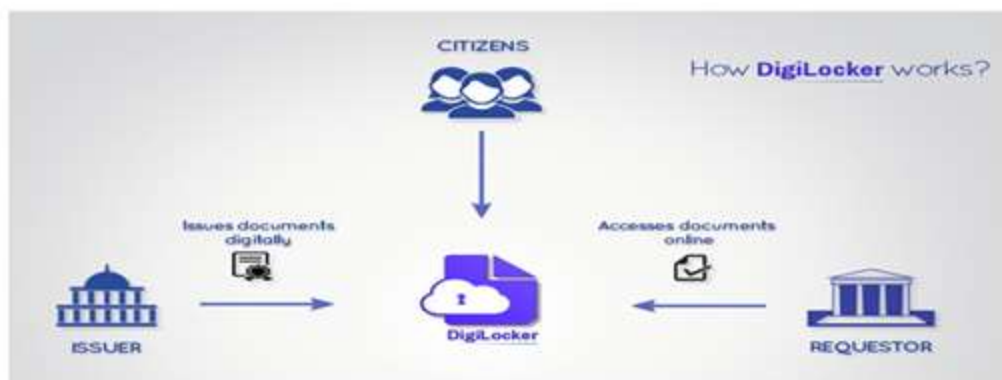 CITIZENS
How DigiLocker works?
Issues documents
digitally
Accesses documents
online
DigiLocker
ISSUER
REQUESTOR